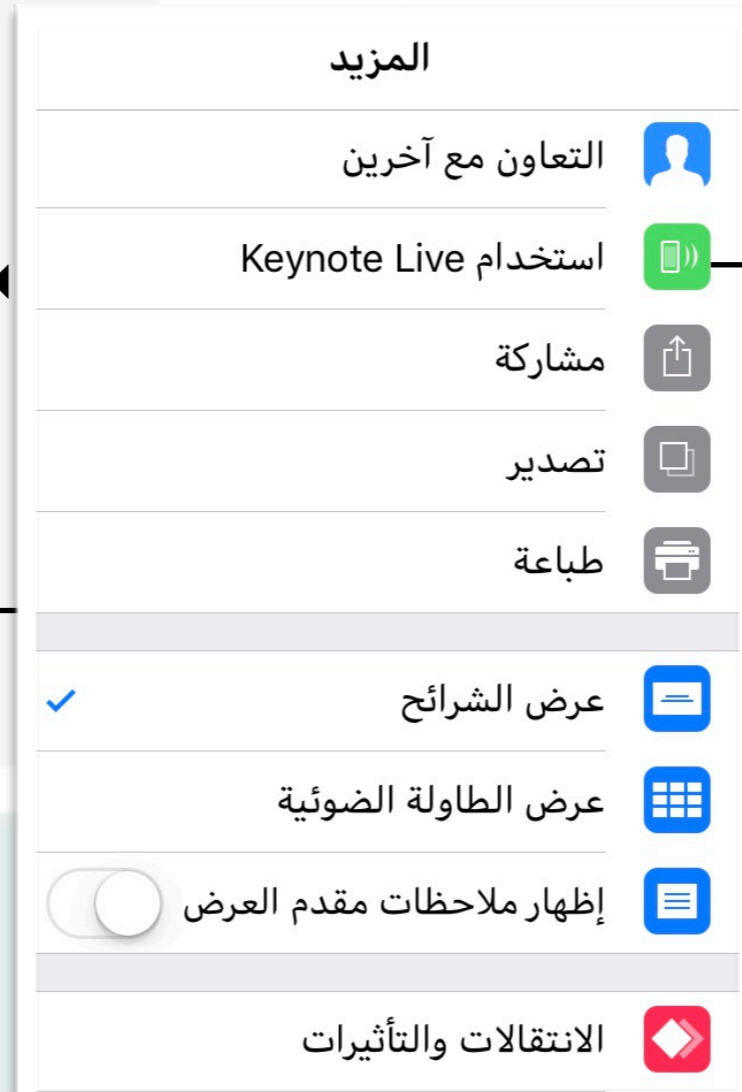 المزيد
التعاون مع آخرين
استخدام Keynote Live
مشاركة
تصدير
طباعة
عرض الشرائح
عرض الطاولة الضوئية
إظهار ملاحظات مقدم العرض
الانتقالات والتأثيرات